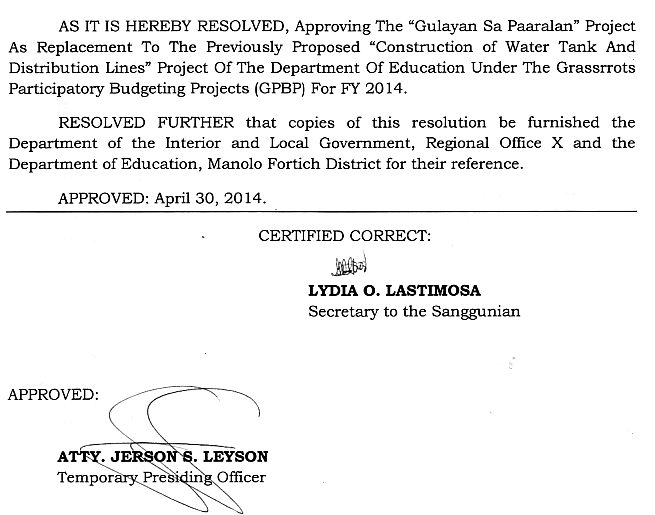 AS IT IS HEREBY RESOLVED, Approving The “Gulayan Sa Paaralan” Project
As Replacement To The Previously Proposed “Construction of Water Tank And
Distribution Lines” Project Of The Department Of Education Under The Grassrrots
Participatory Budgeting Projects (GPBP) For FY 2014.
RESOLVED FURTHER that copies of this resolution be furnished the
Department of the Interior and Local Government, Regional Office X and the
Department of Education, Manolo Fortich District for their reference.
APPROVED: April 30, 2014.
CERTIFIED CORRECT:
LYDIA O. LASTIMOSA
Secretary to the Sanggunian
APPROVED:
ATTY. JERSON S. LEYSON
Temporary Presiding Officer